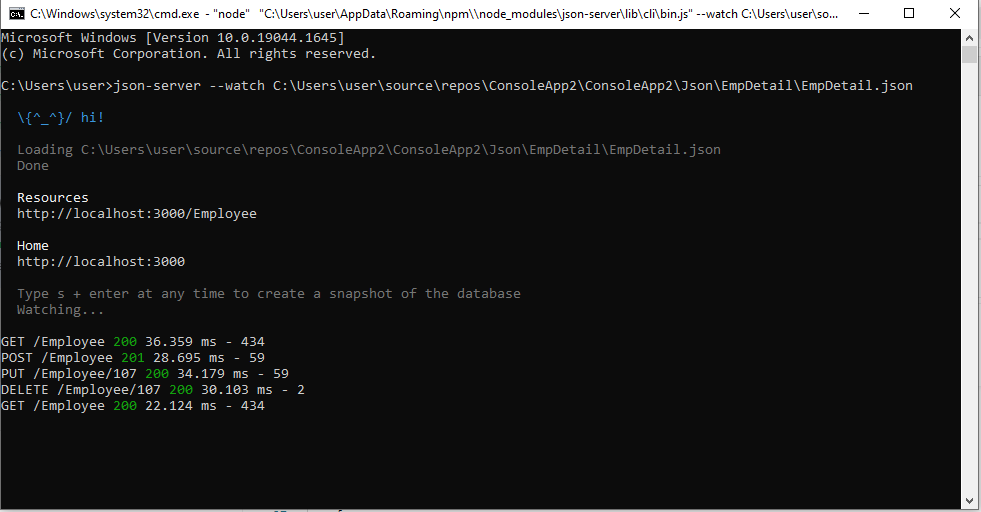 C:\Windows\system32\cmd.exe - "node" "C:\Users\user\AppData\Roaming\npm\\node_modules\json-server\lib\cli\bin.js" --watch C:\Users\user\so...
Microsoft Windows [Version 10.0.19044.1645]
(c) Microsoft Corporation. All rights reserved.
C:\Users\user>json-server --watch C:\Users\user\source\repos\ConsoleApp2\ConsoleApp2\Json\EmpDetail\EmpDetail.json
\{^_^}/ hi!
Loading C:\Users\user\source\repos\ConsoleApp2\ConsoleApp2\Json\EmpDetail\EmpDetail.json
Done
Resources
http://localhost:3000/Employee
Home
http://localhost:3000
Type s + enter at any time to create a snapshot of the database
Watching...
GET /Employee 200 36.359 ms - 434
POST /Employee 201 28.695 ms - 59
PUT /Employee/107 200 34.179 ms - 59
DELETE /Employee/107 200 30.103 ms - 2
GET /Employee 200 22.124 ms - 434